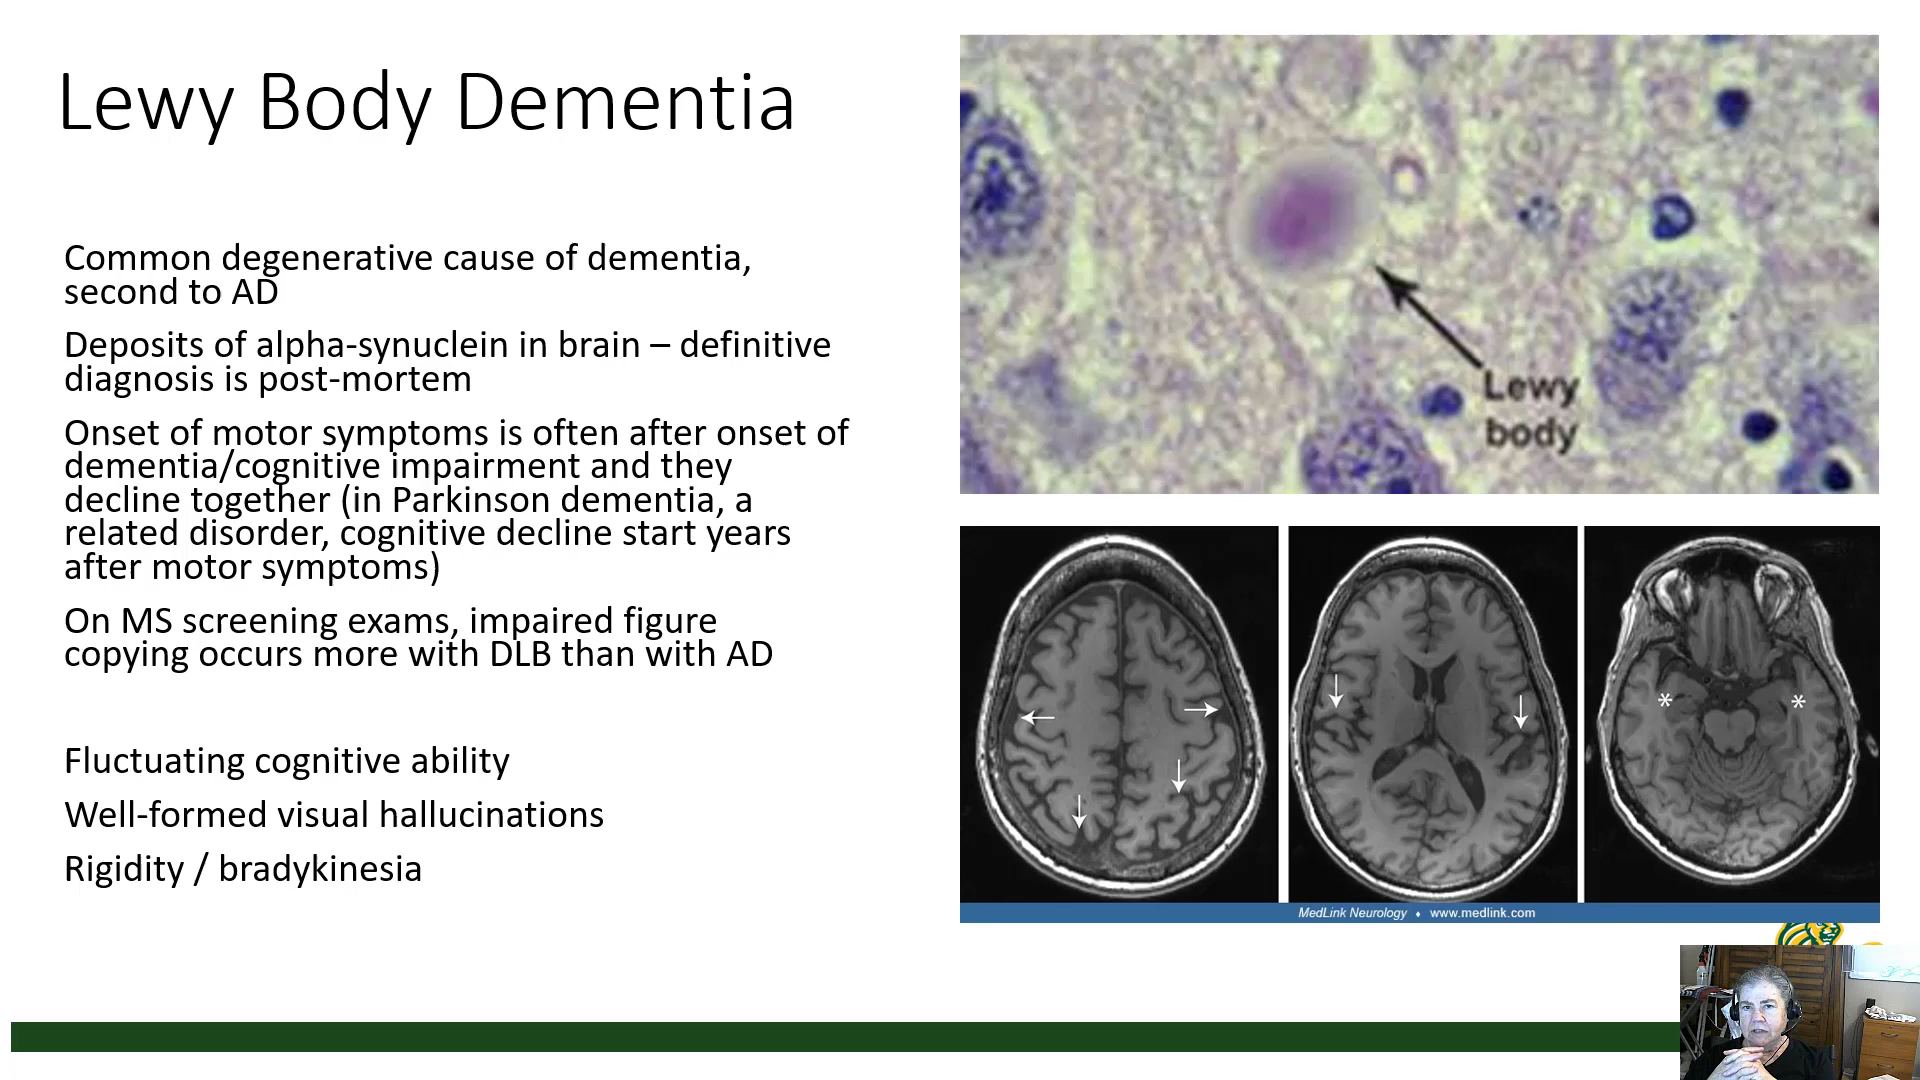 Lewy Body Dementia
Common degenerative cause of dementia,
second to AD
Deposits of alpha-synuclein in brain – definitive
diagnosis is post-mortem
Onset of motor symptoms is often after onset of
dementia/cognitive impairment and they
decline together (in Parkinson dementia, a
related disorder, cognitive decline start years
after motor symptoms)
On MS screening exams, impaired figure
copying occurs more with DLB than with AD
Fluctuating cognitive ability
Well-formed visual hallucinations
Rigidity / bradykinesia
Lewy
body
* *
MedLink Neurology ♦ www.medlink.com